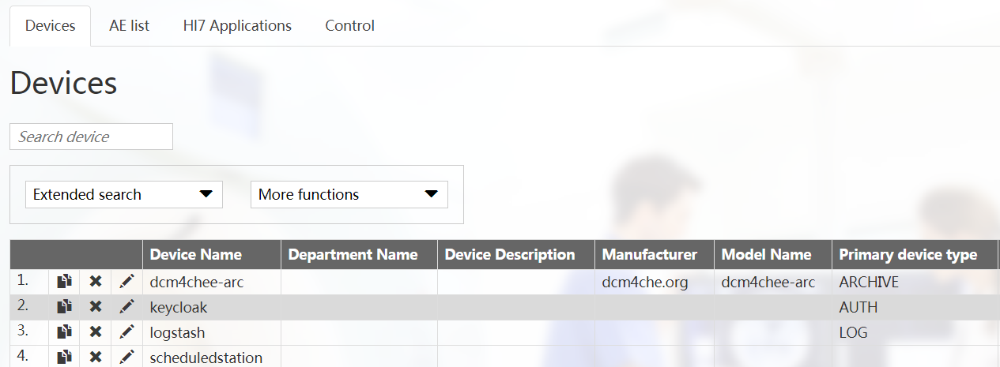 Devices AE list Hl7 Applications Control
Devices
Search device
Extended search More functions
Device Name Department Name Device Description Manufacturer Model Name Primary device type
1. dcm4chee-arc dcm4che.org dcm4chee-arc ARCHIVE
2. keycloak AUTH
3. logstash LOG
4. scheduledstation